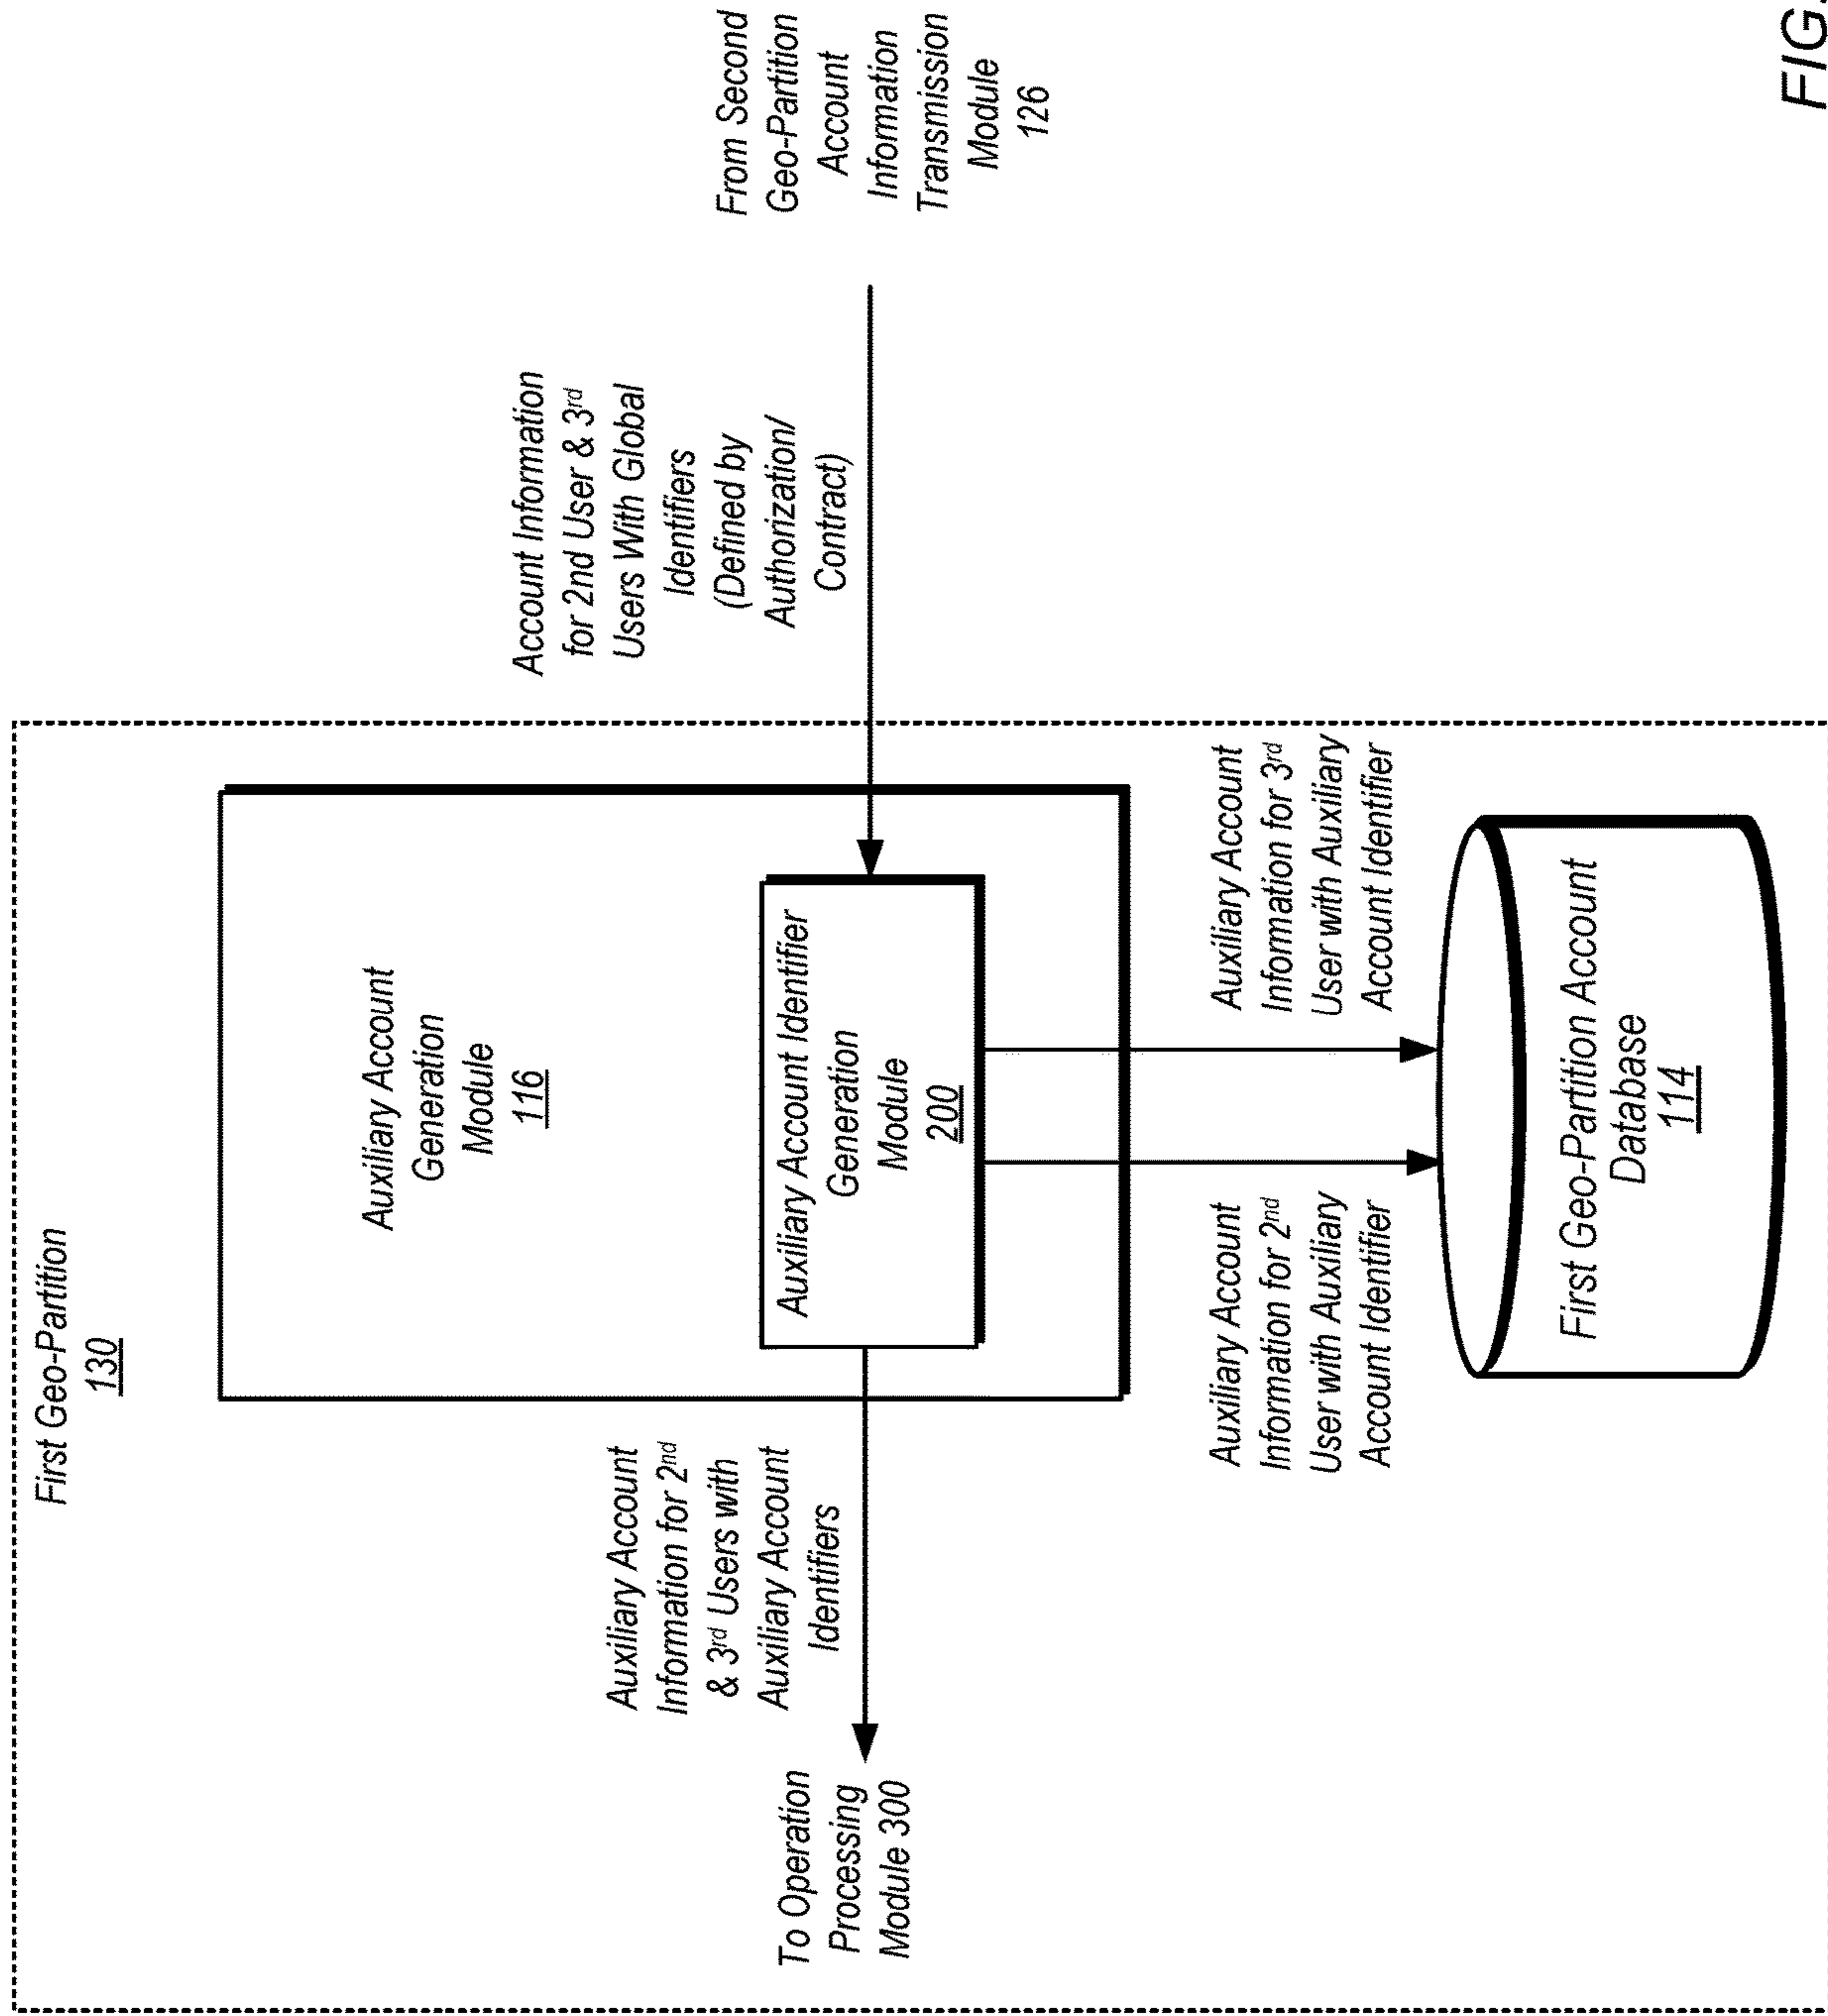 First Geo-Partition
130
Auxiliary Account
Generation
Module
116
Auxiliary Account Identifier
Generation
Module
200
From Second
Geo-Partition
Account
Information
Transmission
Module
126
Account Information
for 2nd User & 3rd
Users With Global
Identifiers
(Defined by
Authorization/
Contract)
Auxiliary Account
Information for 2nd
& 3rd Users with
Auxiliary Account
Identifiers
To Operation
Processing
Module 300
Auxiliary Account
Information for 2nd
User with Auxiliary
Account Identifier
Auxiliary Account
Information for 3rd
User with Auxiliary
Account Identifier
First Geo-Partition Account
Database
114
FIG.